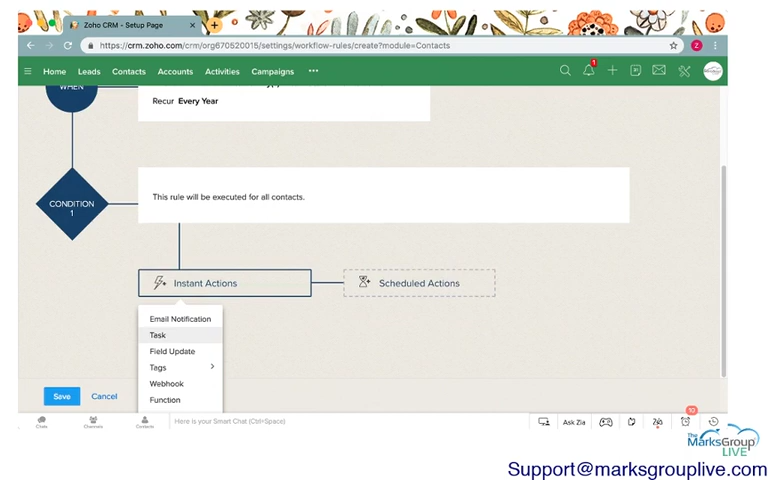 Zoho CRM - Setup Page
https://crm.zoho.com/crm/org670520015/settings/workflow-rules/create?module=Contacts
Z
Home Leads Contacts Accounts Activities Campaigns
1
WHEN
Recur Every Year
CONDITION
1
This rule will be executed for all contacts.
Instant Actions
Scheduled Actions
Email Notification
Task
Field Update
Tags
Webhook
Function
Save Cancel
10
Chats Channels Contacts Here is your Smart Chat (Ctrl+Space) Ask Zia
The
MarksGroup
LIVE
Support@marksgrouplive.com